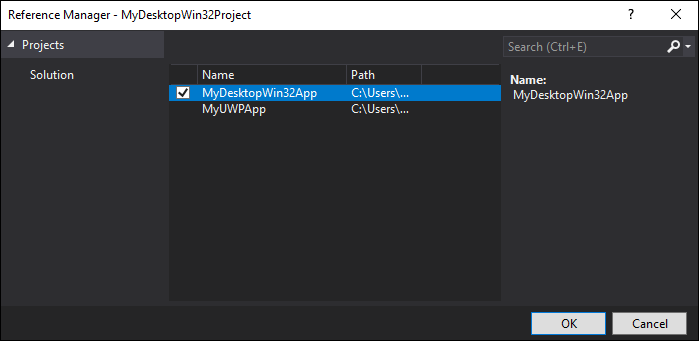 Reference Manager - MyDesktopWin32Project
?
Projects
Search (Ctrl+E)
Solution
Name Path
MyDesktopWin32App C:\Users\...
MyUWPApp C:\Users\...
Name:
MyDesktopWin32App
OK Cancel